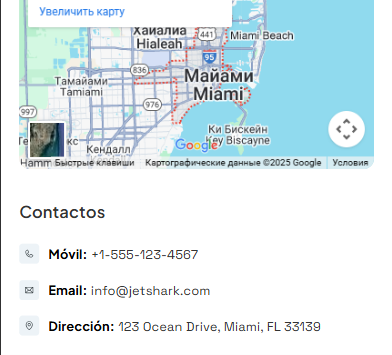 Увеличить карту
Хайалиа
Hialeah
441
Miami Beach
95
836
Тамайами
Tamiami
Майами
Miami
976
997
Ки Бискейн
Key Biscayne
Кендалл
Google
Быстрые клавиши
Картографические данные ©2025 Google
Условия
Contactos
Móvil: +1-555-123-4567
Email: info@jetshark.com
Dirección: 123 Ocean Drive, Miami, FL 33139